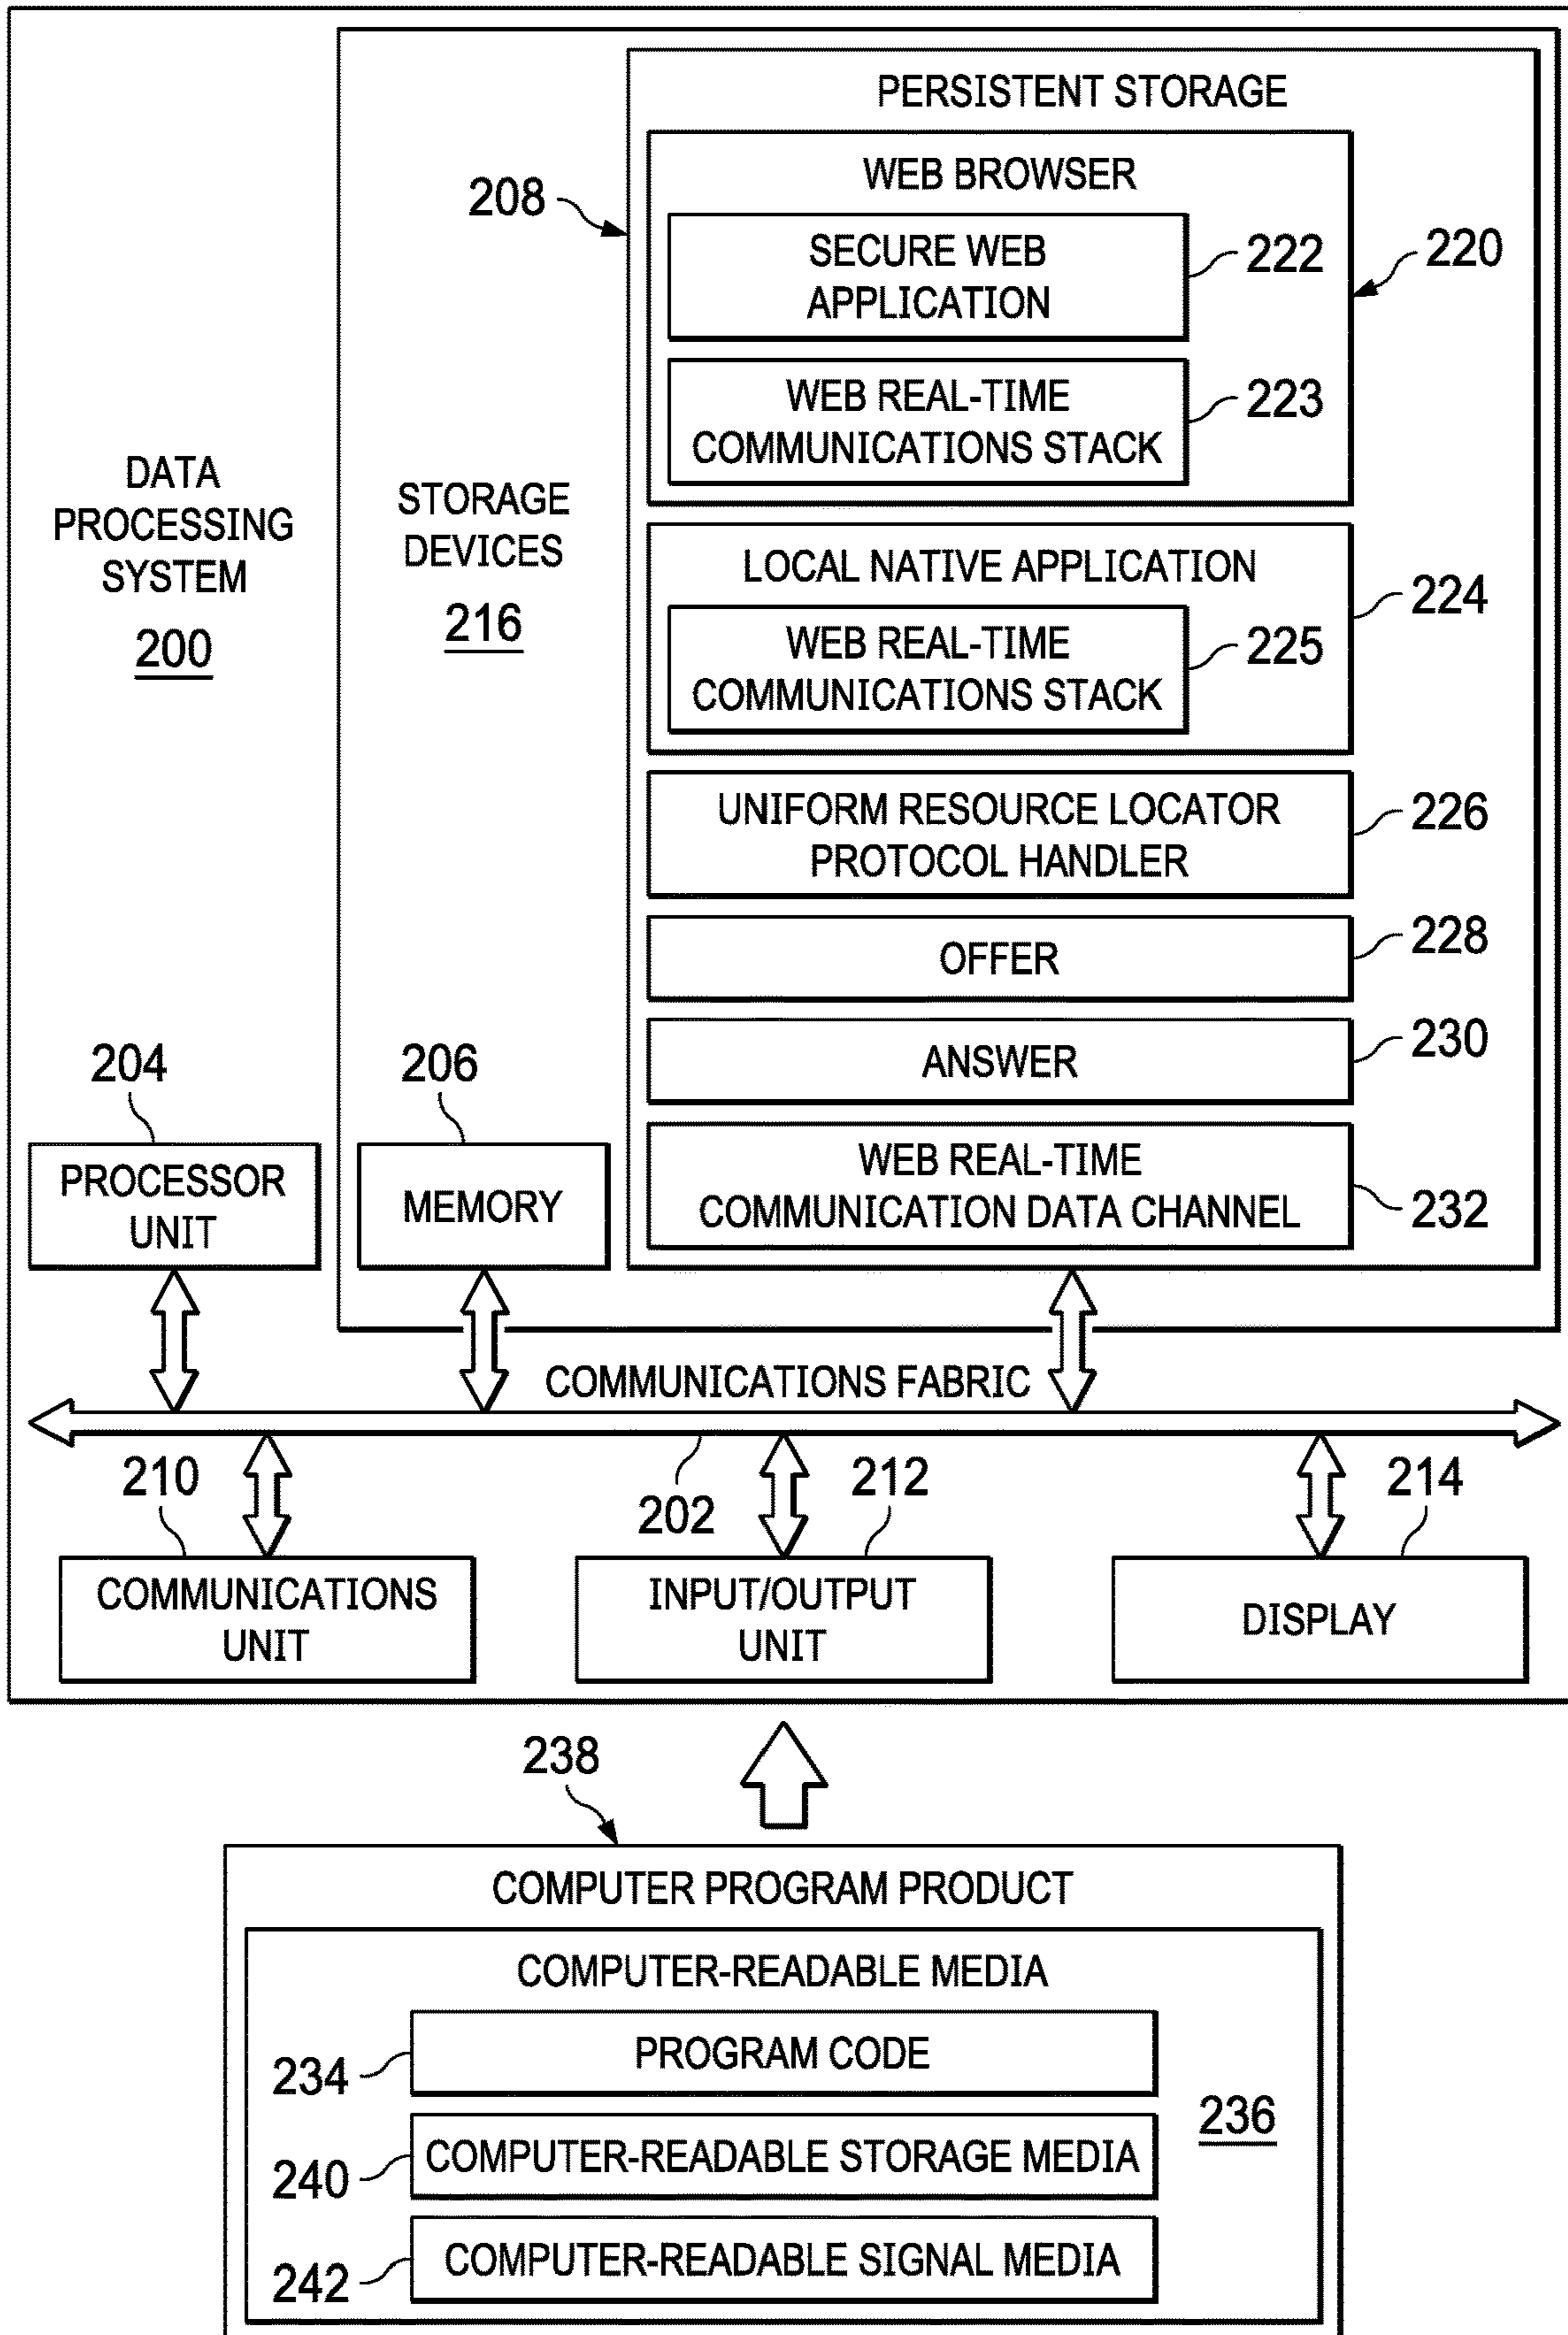 PERSISTENT STORAGE
WEB BROWSER
208
SECURE WEB
APPLICATION
222
220
WEB REAL-TIME
COMMUNICATIONS STACK
223
DATA
PROCESSING
SYSTEM
200
STORAGE
DEVICES
216
LOCAL NATIVE APPLICATION
224
WEB REAL-TIME
COMMUNICATIONS STACK
225
UNIFORM RESOURCE LOCATOR
PROTOCOL HANDLER
226
OFFER
228
ANSWER
230
WEB REAL-TIME
COMMUNICATION DATA CHANNEL
232
204
PROCESSOR
UNIT
206
MEMORY
COMMUNICATIONS FABRIC
202
210
COMMUNICATIONS
UNIT
212
INPUT/OUTPUT
UNIT
214
DISPLAY
238
COMPUTER PROGRAM PRODUCT
COMPUTER-READABLE MEDIA
234
PROGRAM CODE
236
240
COMPUTER-READABLE STORAGE MEDIA
242
COMPUTER-READABLE SIGNAL MEDIA